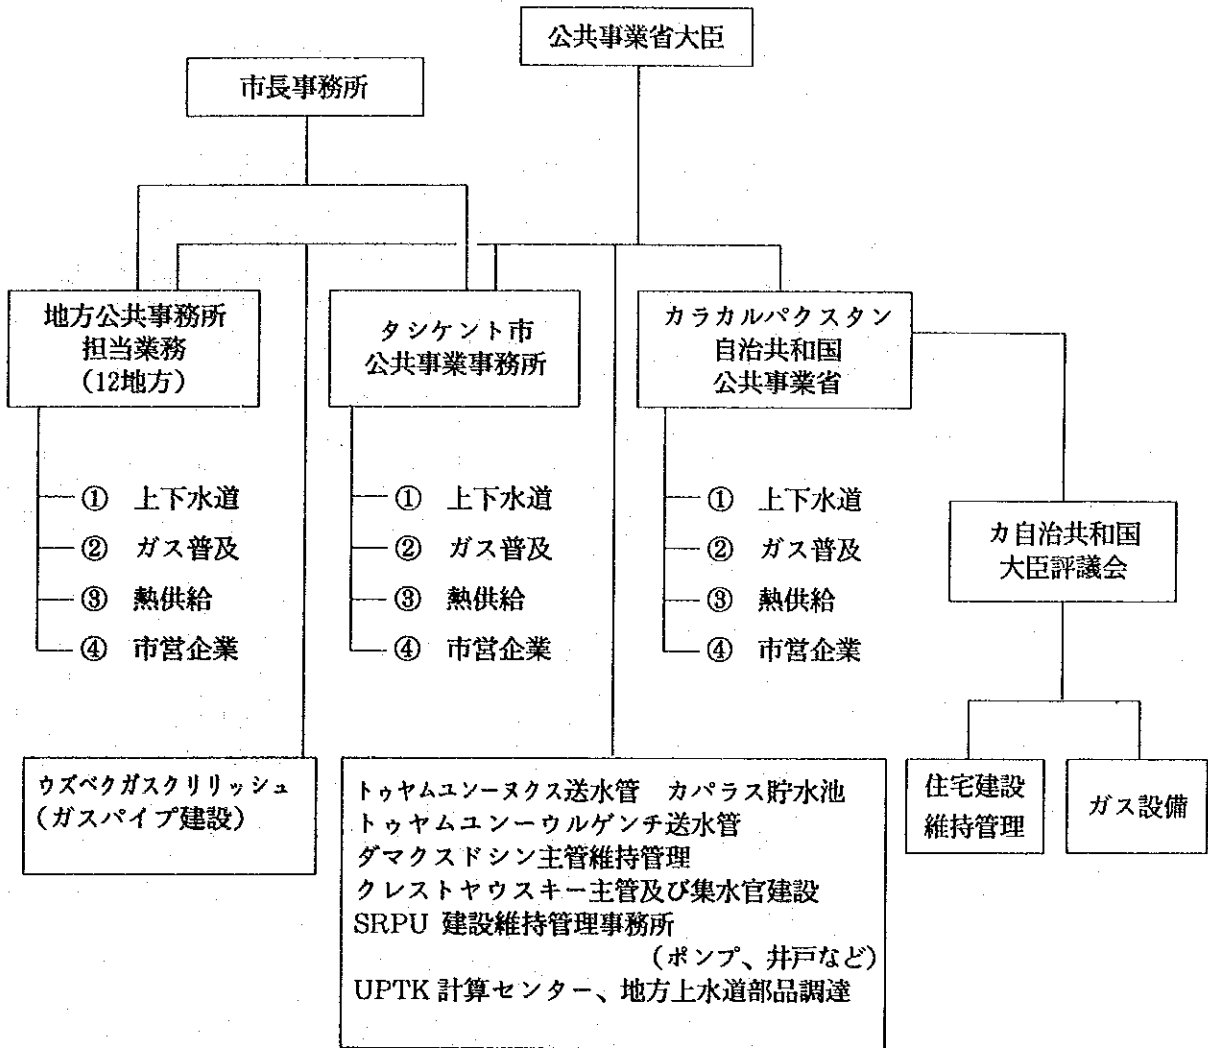 公共事業省大臣
市長事務所
地方公共事務所
担当業務
(12地方)
タシケント市
公共事業事務所
カラカルパクスタン
自治共和国
公共事業省
① 上下水道
② ガス普及
③ 熱供給
④ 市営企業
① 上下水道
② ガス普及
③ 熱供給
④ 市営企業
① 上下水道
② ガス普及
③ 熱供給
④ 市営企業
カ自治共和国
大臣評議会
ウズベクガスクリリッシュ
(ガスパイプ建設)
トゥヤムユンーヌクス送水管 カパラス貯水池
トゥヤムユンーウルゲンチ送水管
ダマクスドシン主管維持管理
クレストヤウスキー主管及び集水官建設
SRPU 建設維持管理事務所
(ポンプ、井戸など)
UPTK 計算センター、地方上水道部品調達
住宅建設
維持管理
ガス設備